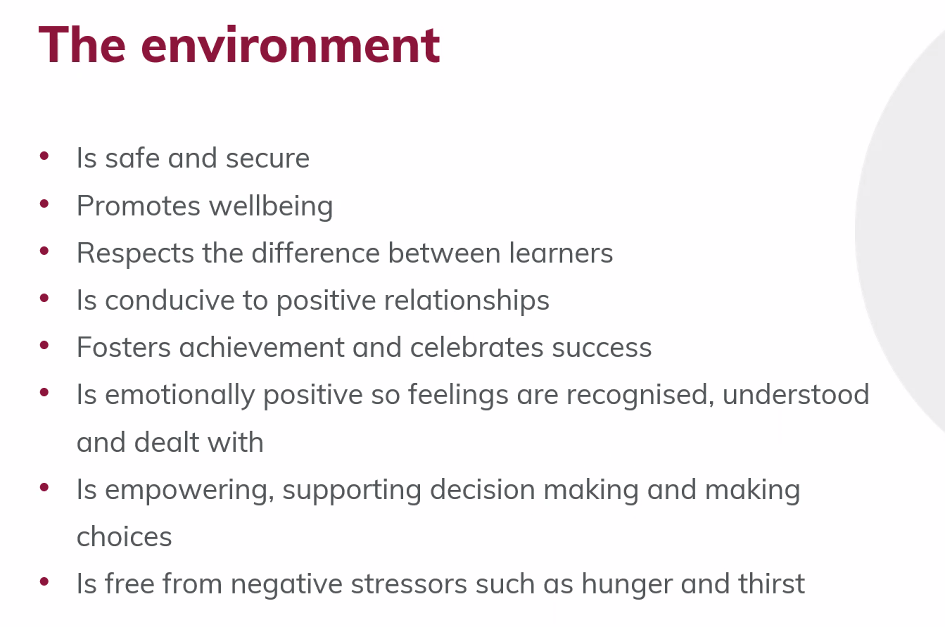 The environment
• Is safe and secure
• Promotes wellbeing
• Respects the difference between learners
• Is conducive to positive relationships
• Fosters achievement and celebrates success
• Is emotionally positive so feelings are recognised, understood
and dealt with
• Is empowering, supporting decision making and making
choices
• Is free from negative stressors such as hunger and thirst